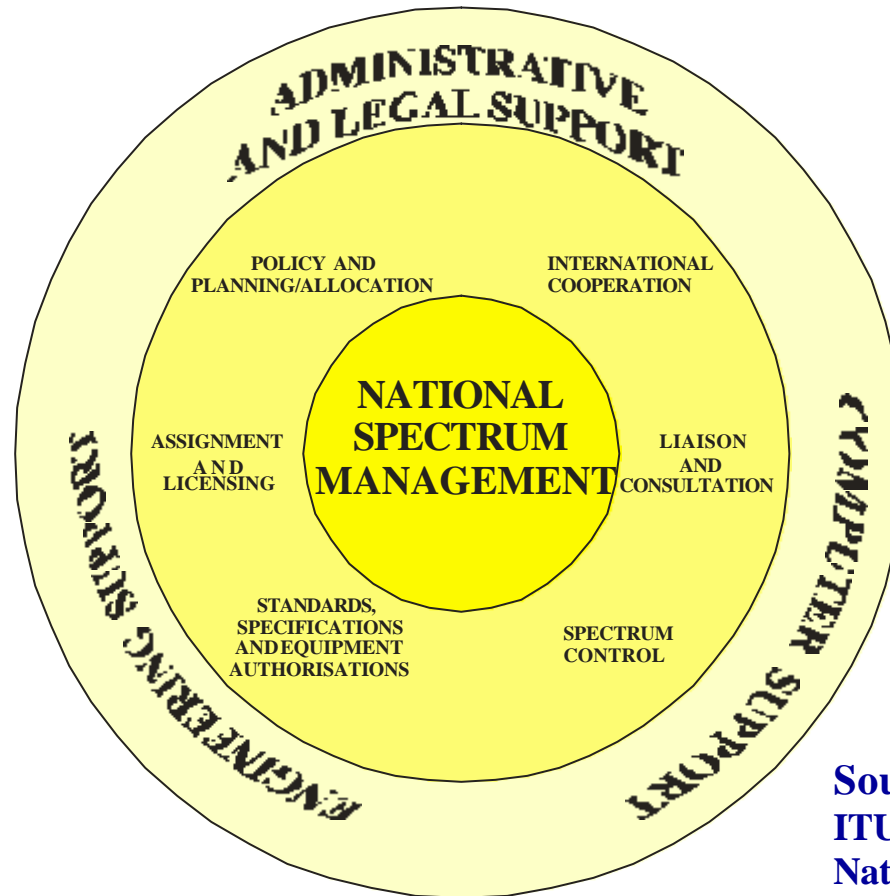 ADMINISTRATIVE
AND LEGAL SUPPORT
POLICY AND
PLANNING/ALLOCATION
INTERNATIONAL
COOPERATION
NATIONAL
SPECTRUM
MANAGEMENT
ASSIGNMENT
AND
LICENSING
LIAISON
AND
CONSULTATION
STANDARDS,
SPECIFICATIONS
AND EQUIPMENT
AUTHORISATIONS
SPECTRUM
CONTROL
ENGINEERING SUPPORT
COMPUTER SUPPORT
ITU